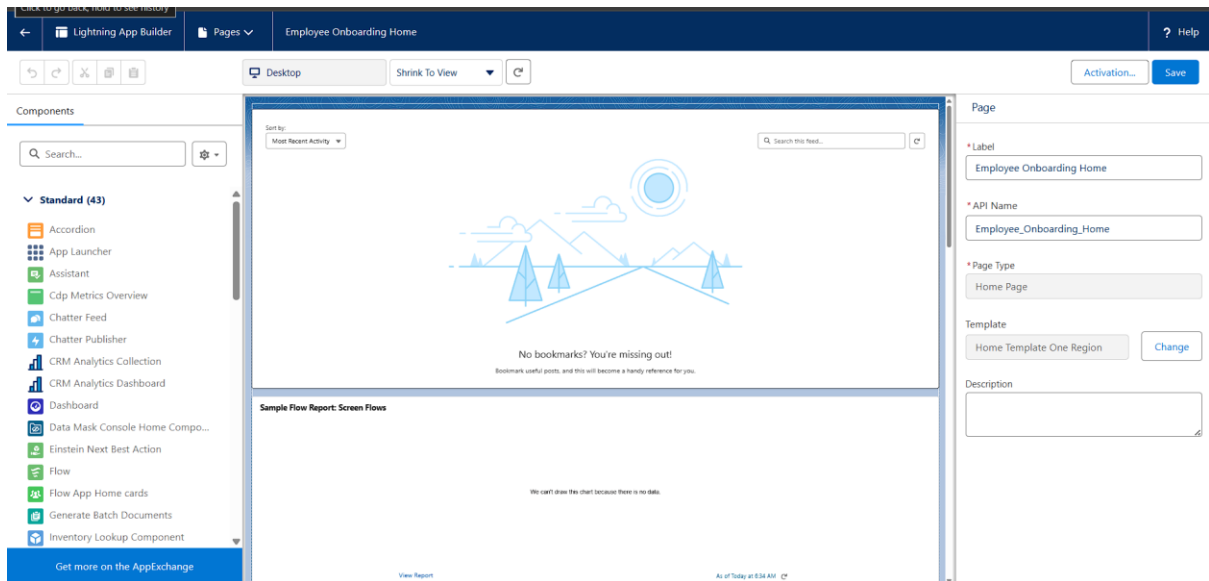 Click to go back, hold to see history
Lightning App Builder
Pages
Employee Onboarding Home
? Help
Desktop
Shrink To View
Activation...
Save
Components
Search...
Standard (43)
Accordion
App Launcher
Assistant
Cdp Metrics Overview
Chatter Feed
Chatter Publisher
CRM Analytics Collection
CRM Analytics Dashboard
Dashboard
Data Mask Console Home Compo...
Einstein Next Best Action
Flow
Flow App Home cards
Generate Batch Documents
Inventory Lookup Component
Get more on the AppExchange
Sort by:
Most Recent Activity
Search this feed...
No bookmarks? You're missing out!
Bookmark useful posts, and this will become a handy reference for you.
Sample Flow Report: Screen Flows
We can't draw this chart because there is no data.
View Report
As of Today at 8:34 AM
Page
*Label
Employee Onboarding Home
*API Name
Employee_Onboarding_Home
*Page Type
Home Page
Template
Home Template One Region
Change
Description